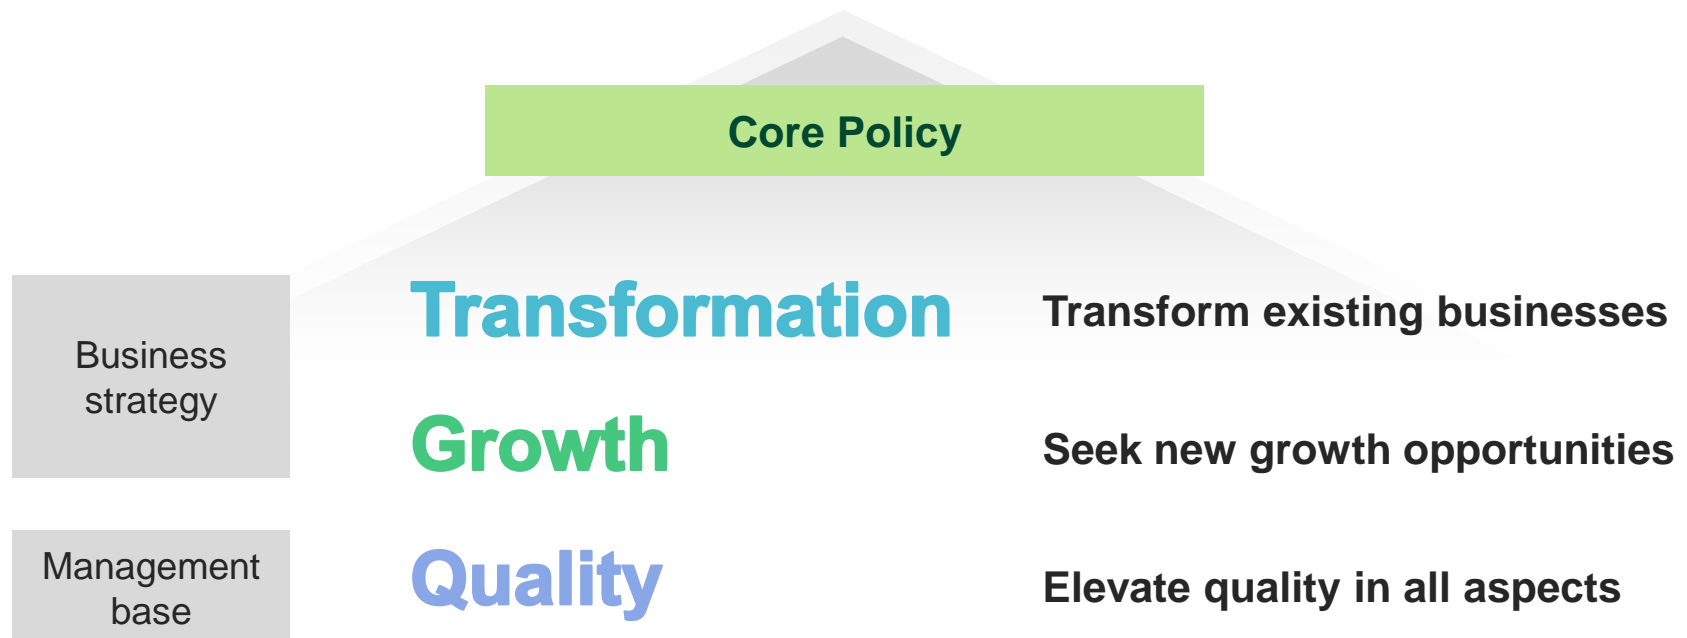 Core Policy
Business
strategy
Transformation
Transform existing businesses
Growth
Seek new growth opportunities
Management
base
Quality
Elevate quality in all aspects